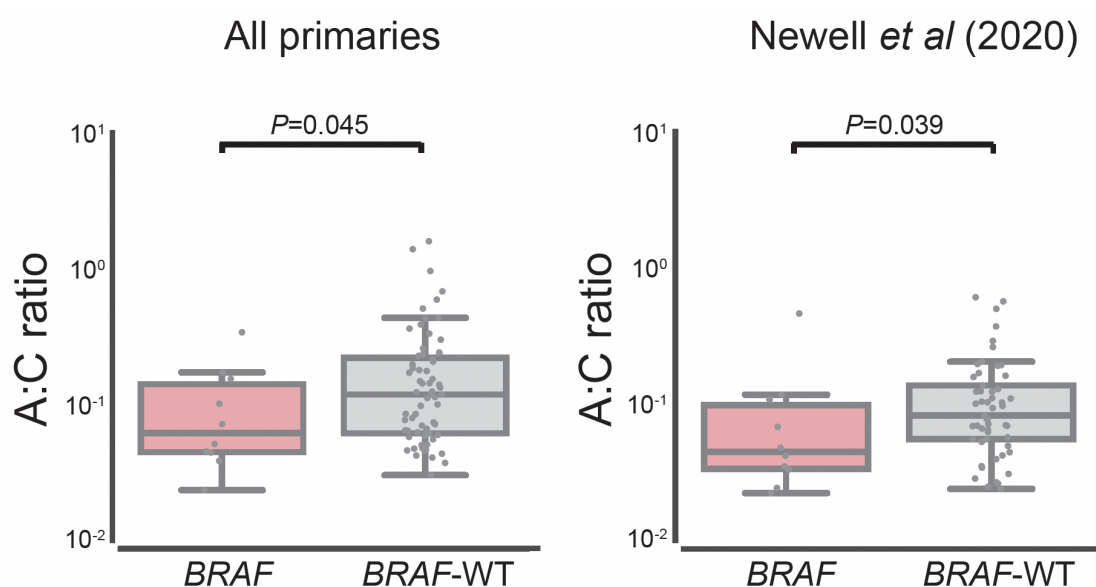 All primaries
P=0.045
10¹
10⁰
10⁻¹
10⁻²
A:C ratio
BRAF
BRAF-WT
Newell et al (2020)
P=0.039
10¹
10⁰
10⁻¹
10⁻²
A:C ratio
BRAF
BRAF-WT